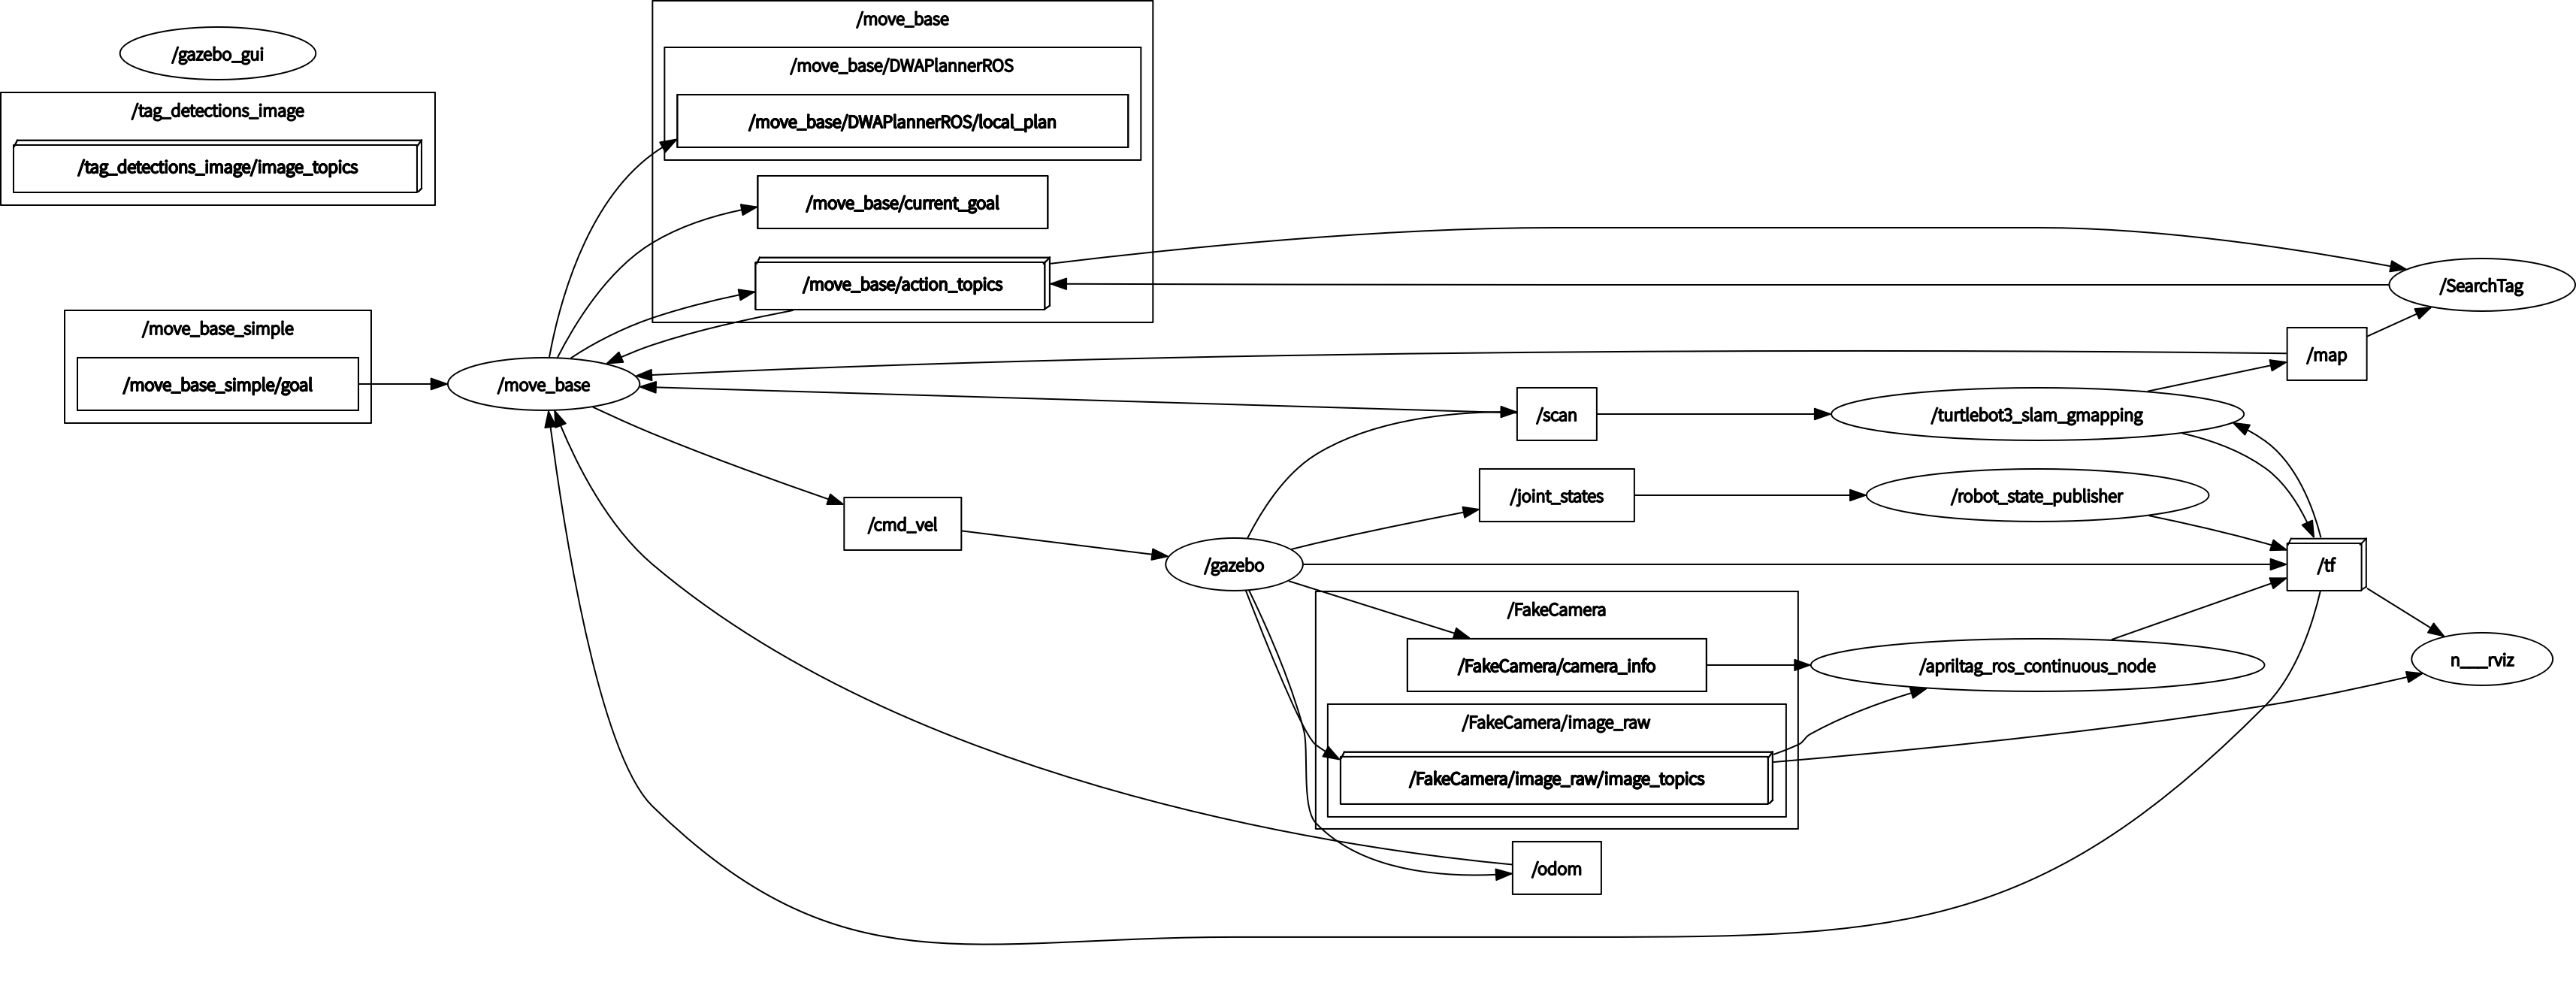 /gazebo_gui
/tag_detections_image
/tag_detections_image/image_topics
/move_base_simple
/move_base_simple/goal
/move_base
/move_base
/move_base/DWAPlannerROS
/move_base/DWAPlannerROS/local_plan
/move_base/current_goal
/move_base/action_topics
/cmd_vel
/gazebo
/scan
/joint_states
/FakeCamera
/FakeCamera/camera_info
/FakeCamera/image_raw
/FakeCamera/image_raw/image_topics
/odom
/turtlebot3_slam_gmapping
/robot_state_publisher
/apriltag_ros_continuous_node
/map
/tf
/SearchTag
n___rviz